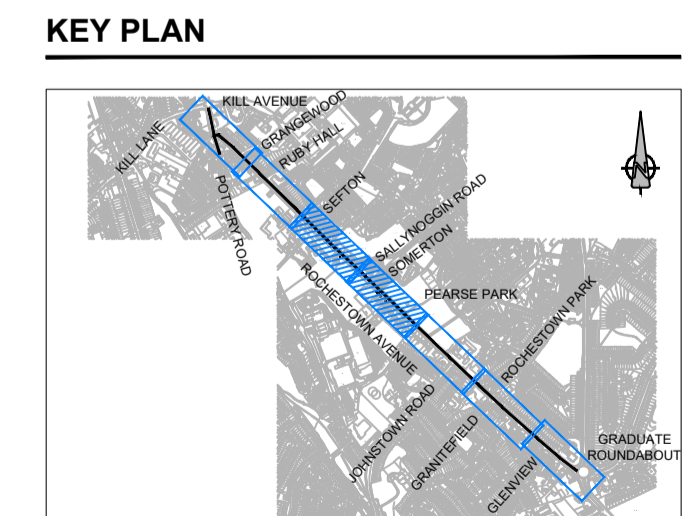 KEY PLAN
KILL AVENUE
GRANGEWOOD
KILL LANE
RUBY HALL
N
POTTERY ROAD
SEFTON
SALLYNOGGIN ROAD
SOMERTON
ROCHESTOWN AVENUE
PEARSE PARK
ROCHESTOWN PARK
JOHNSTOWN ROAD
GRANITEFIELD
GLENVIEW
GRADUATE
ROUNDABOUT